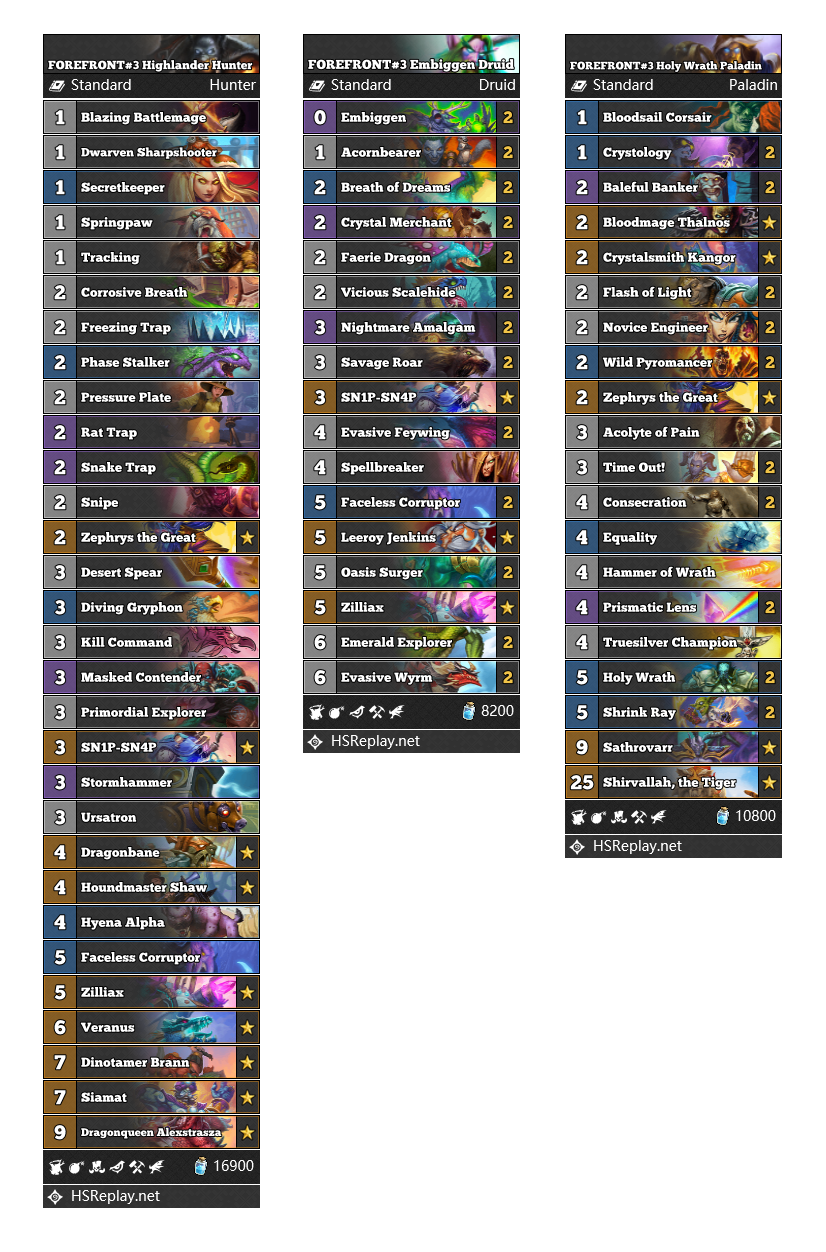 FOREFRONT#3 Highlander Hunter
Standard Hunter
1 Blazing Battlemage
1 Dwarven Sharpshooter
1 Secretkeeper
1 Springpaw
1 Tracking
2 Corrosive Breath
2 Freezing Trap
2 Phase Stalker
2 Pressure Plate
2 Rat Trap
2 Snake Trap
2 Snipe
2 Zephrys the Great ★
3 Desert Spear
3 Diving Gryphon
3 Kill Command
3 Masked Contender
3 Primordial Explorer
3 SN1P-SN4P ★
3 Stormhammer
3 Ursatron
4 Dragonbane ★
4 Houndmaster Shaw ★
4 Hyena Alpha
5 Faceless Corruptor
5 Zilliax ★
6 Veranus ★
7 Dinotamer Brann ★
7 Siamat ★
9 Dragonqueen Alexstrasza ★
16900
HSReplay.net
FOREFRONT#3 Embiggen Druid
Standard Druid
0 Embiggen 2
1 Acornbearer 2
2 Breath of Dreams 2
2 Crystal Merchant 2
2 Faerie Dragon 2
2 Vicious Scalehide 2
3 Nightmare Amalgam 2
3 Savage Roar 2
3 SN1P-SN4P ★
4 Evasive Feywing 2
4 Spellbreaker
5 Faceless Corruptor 2
5 Leeroy Jenkins ★
5 Oasis Surger 2
5 Zilliax ★
6 Emerald Explorer 2
6 Evasive Wyrm 2
8200
HSReplay.net
FOREFRONT#3 Holy Wrath Paladin
Standard Paladin
1 Bloodsail Corsair
1 Crystology 2
2 Baleful Banker 2
2 Bloodmage Thalnos ★
2 Crystalsmith Kangor ★
2 Flash of Light 2
2 Novice Engineer 2
2 Wild Pyromancer 2
2 Zephrys the Great ★
3 Acolyte of Pain
3 Time Out! 2
4 Consecration 2
4 Equality
4 Hammer of Wrath
4 Prismatic Lens 2
4 Truesilver Champion
5 Holy Wrath 2
5 Shrink Ray 2
9 Sathrovarr ★
25 Shirvallah, the Tiger ★
10800
HSReplay.net